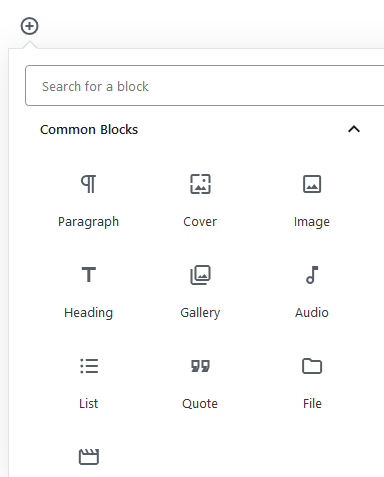 Search for a block
Common Blocks
Paragraph
Cover
Image
Heading
Gallery
Audio
List
Quote
File